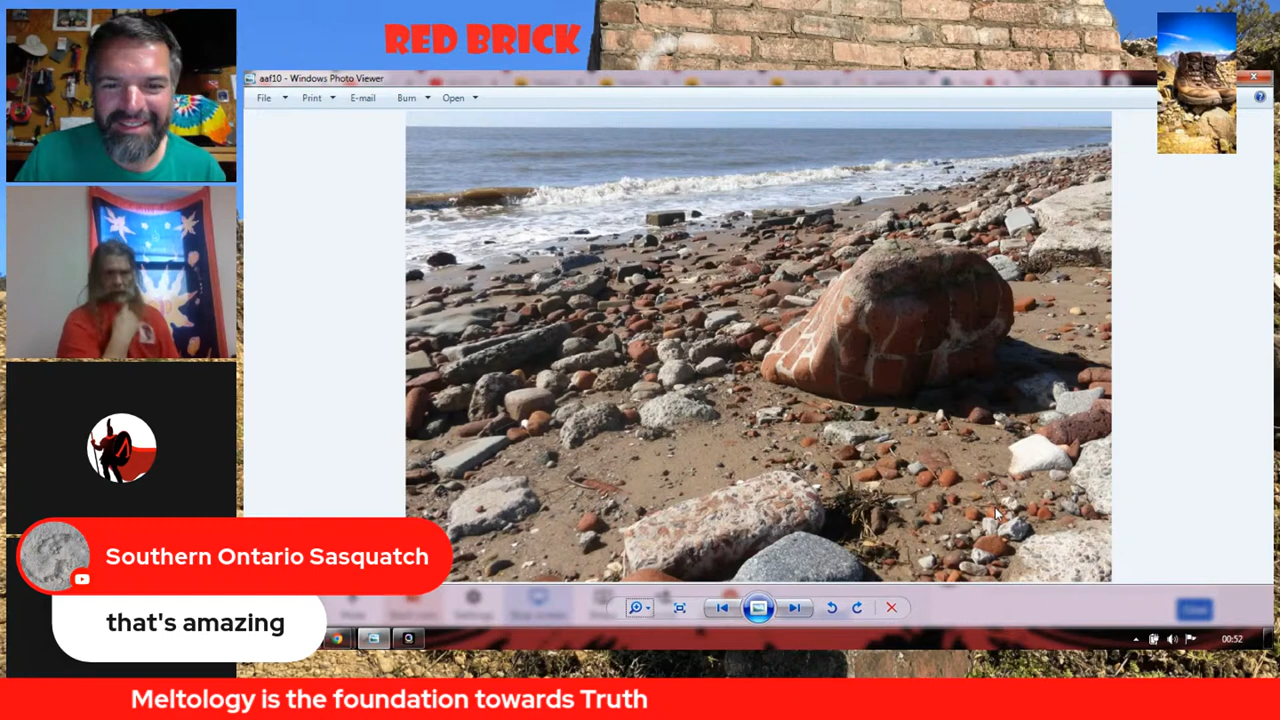 RED BRICK
aaf10 - Windows Photo Viewer
File Print E-mail Burn Open
Southern Ontario Sasquatch
that's amazing
00:52
Meltology is the foundation towards Truth